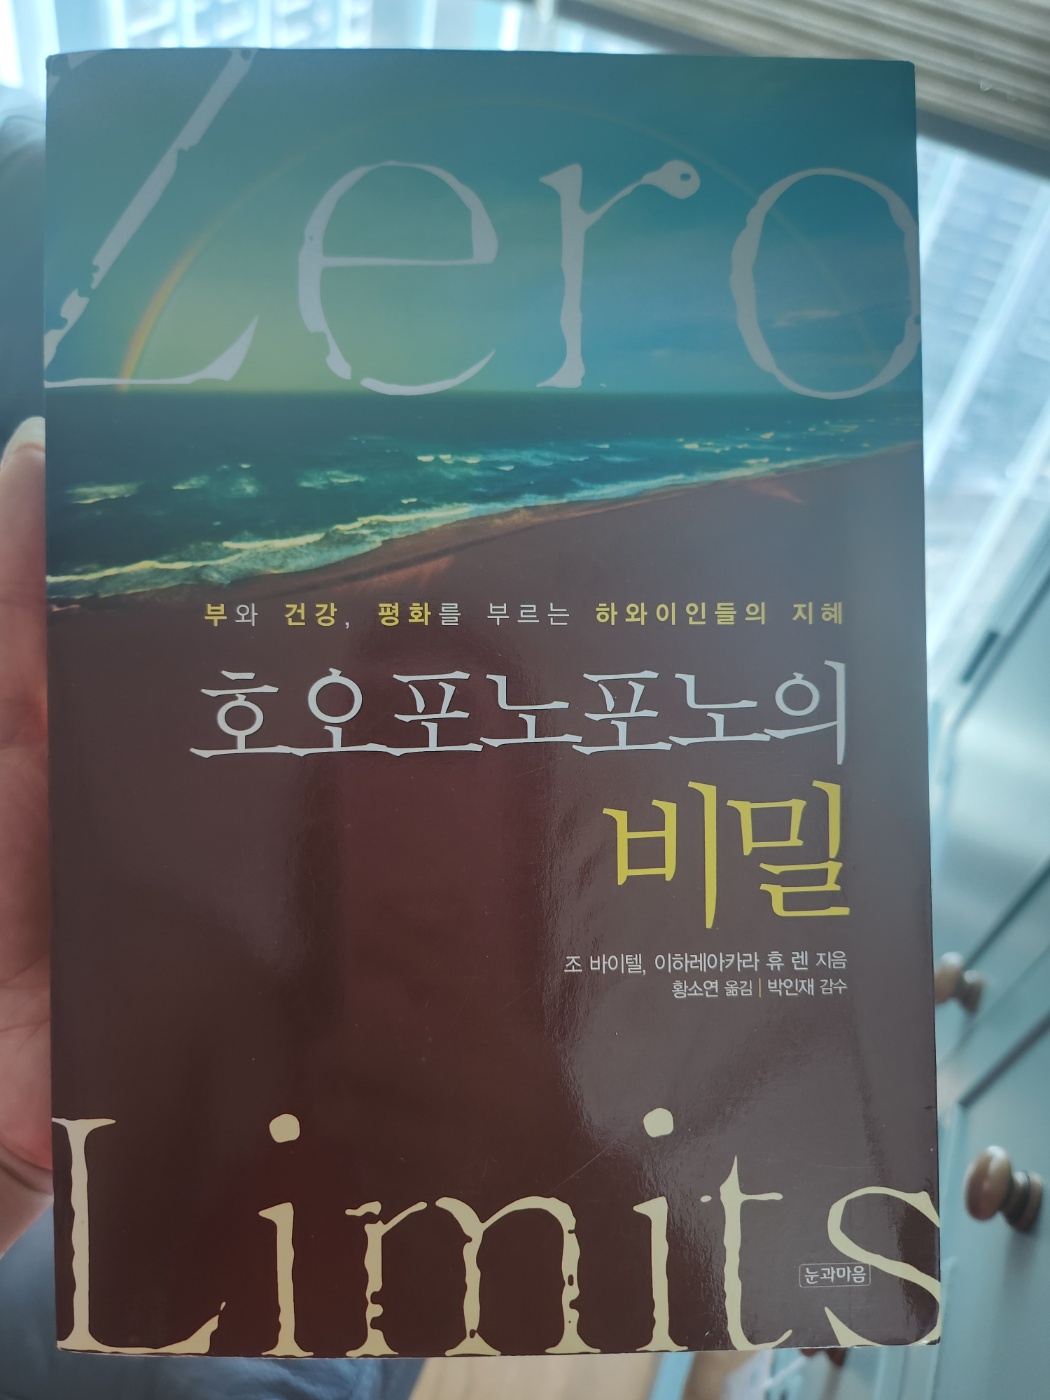 Zero
부와 건강, 평화를 부르는 하와이인들의 지혜
호오포노포노의
비밀
조 바이텔, 이하레아카라 휴 렌 지음
황소연 옮김 | 박인재 감수
Limits
눈과마음